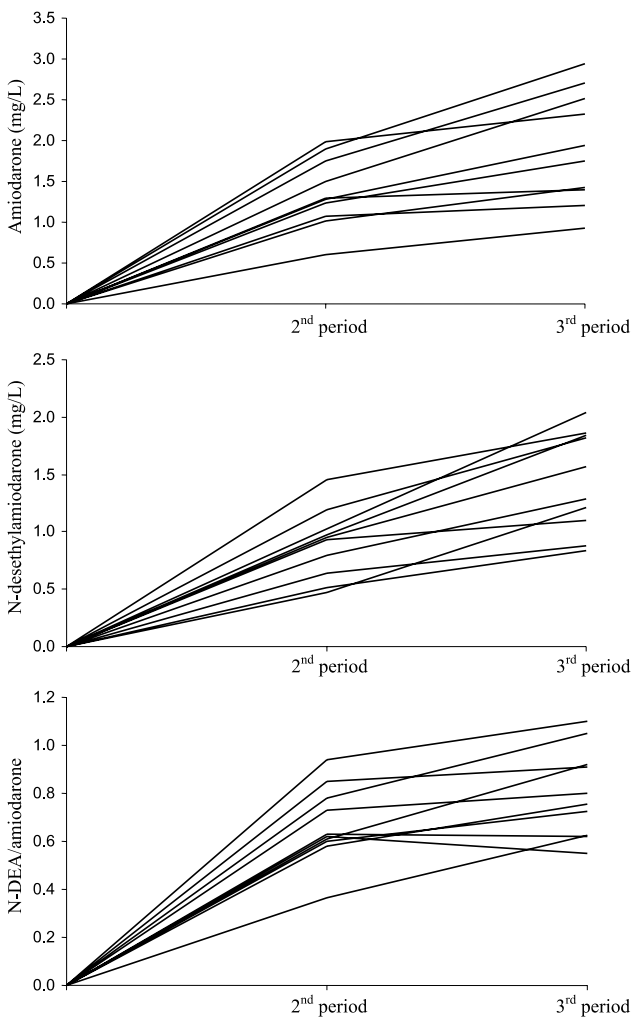 Amiodarone (mg/L)
3.5
3.0
2.5
2.0
1.5
1.0
0.5
0.0
2nd period
3rd period
N-desethylamiodarone (mg/L)
2.5
2.0
1.5
1.0
0.5
0.0
2nd period
3rd period
N-DEA/amiodarone
1.2
1.0
0.8
0.6
0.4
0.2
0.0
2nd period
3rd period